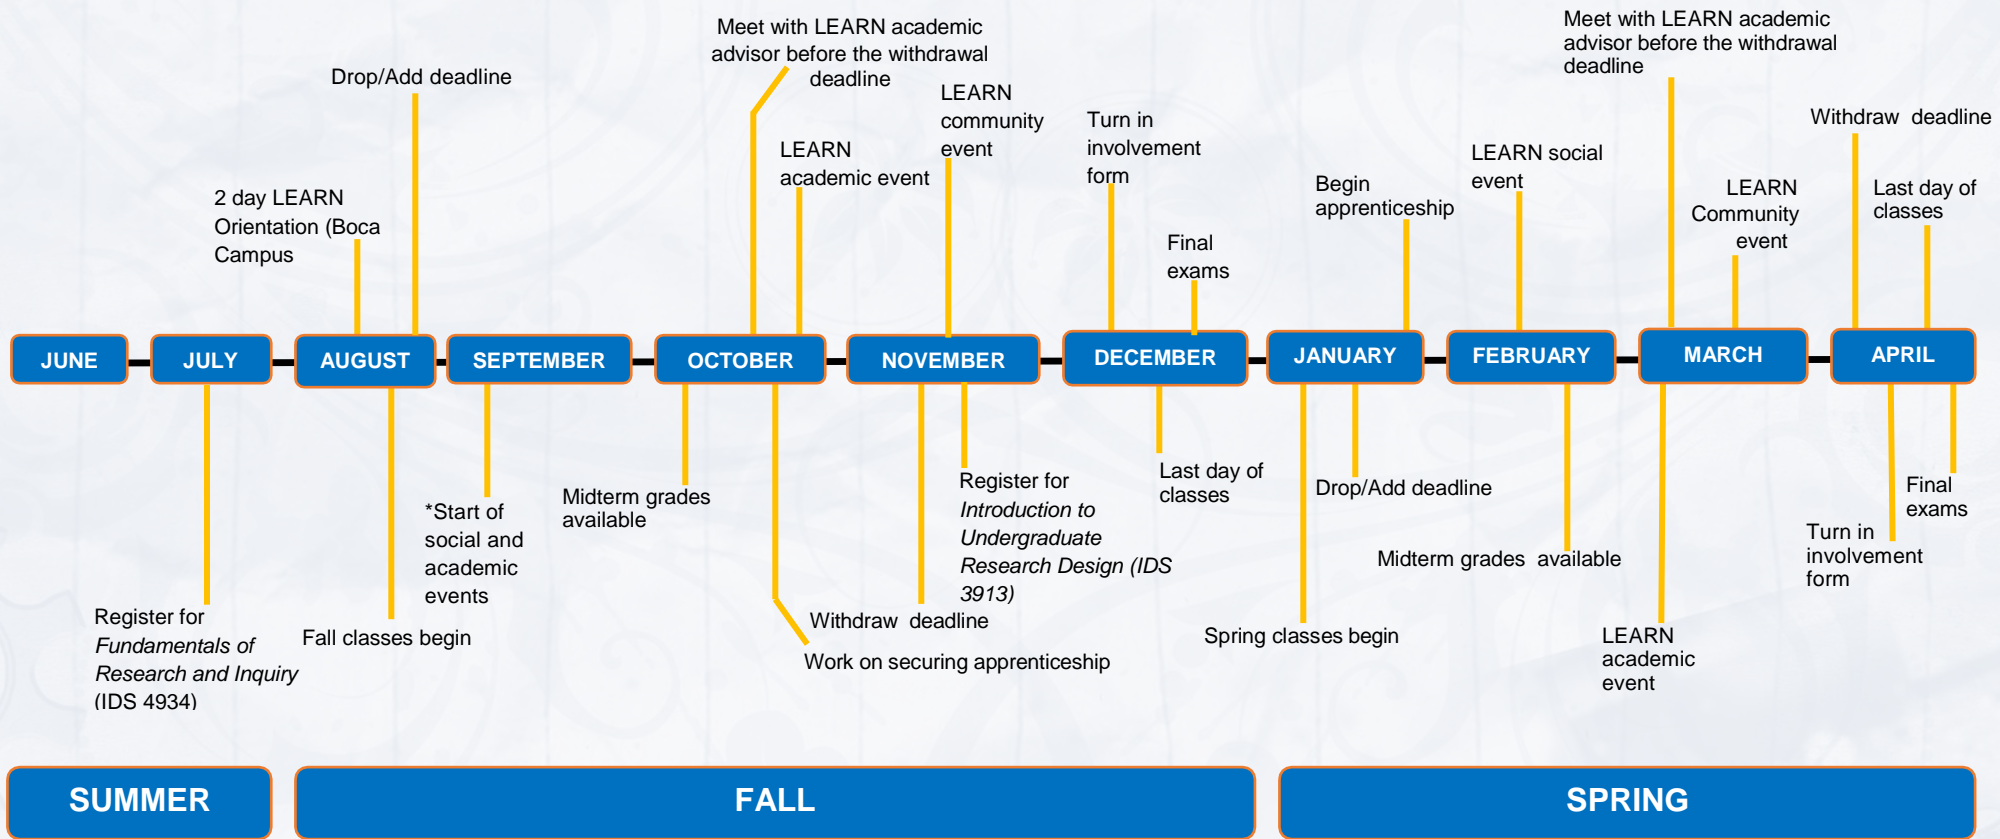 Meet with LEARN academic
advisor before the withdrawal
deadline
Meet with LEARN academic
advisor before the withdrawal
deadline
Drop/Add deadline
LEARN
community
event
Turn in
involvement
form
Withdraw  deadline
LEARN
academic event
LEARN social
event
2 day LEARN
Orientation (Boca
Campus
Begin
apprenticeship
LEARN
Community
event
Last day of
classes
Final
exams
JUNE
JULY
AUGUST
SEPTEMBER
OCTOBER
NOVEMBER
DECEMBER
JANUARY
FEBRUARY
MARCH
APRIL
Register for
Fundamentals of
Research and Inquiry
(IDS 4934)
Fall classes begin
*Start of
social and
academic
events
Midterm grades
available
Work on securing apprenticeship
Withdraw  deadline
Register for
Introduction to
Undergraduate
Research Design (IDS
3913)
Last day of
classes
Spring classes begin
Drop/Add deadline
Midterm grades  available
LEARN
academic
event
Turn in
involvement
form
Final
exams
SUMMER
FALL
SPRING